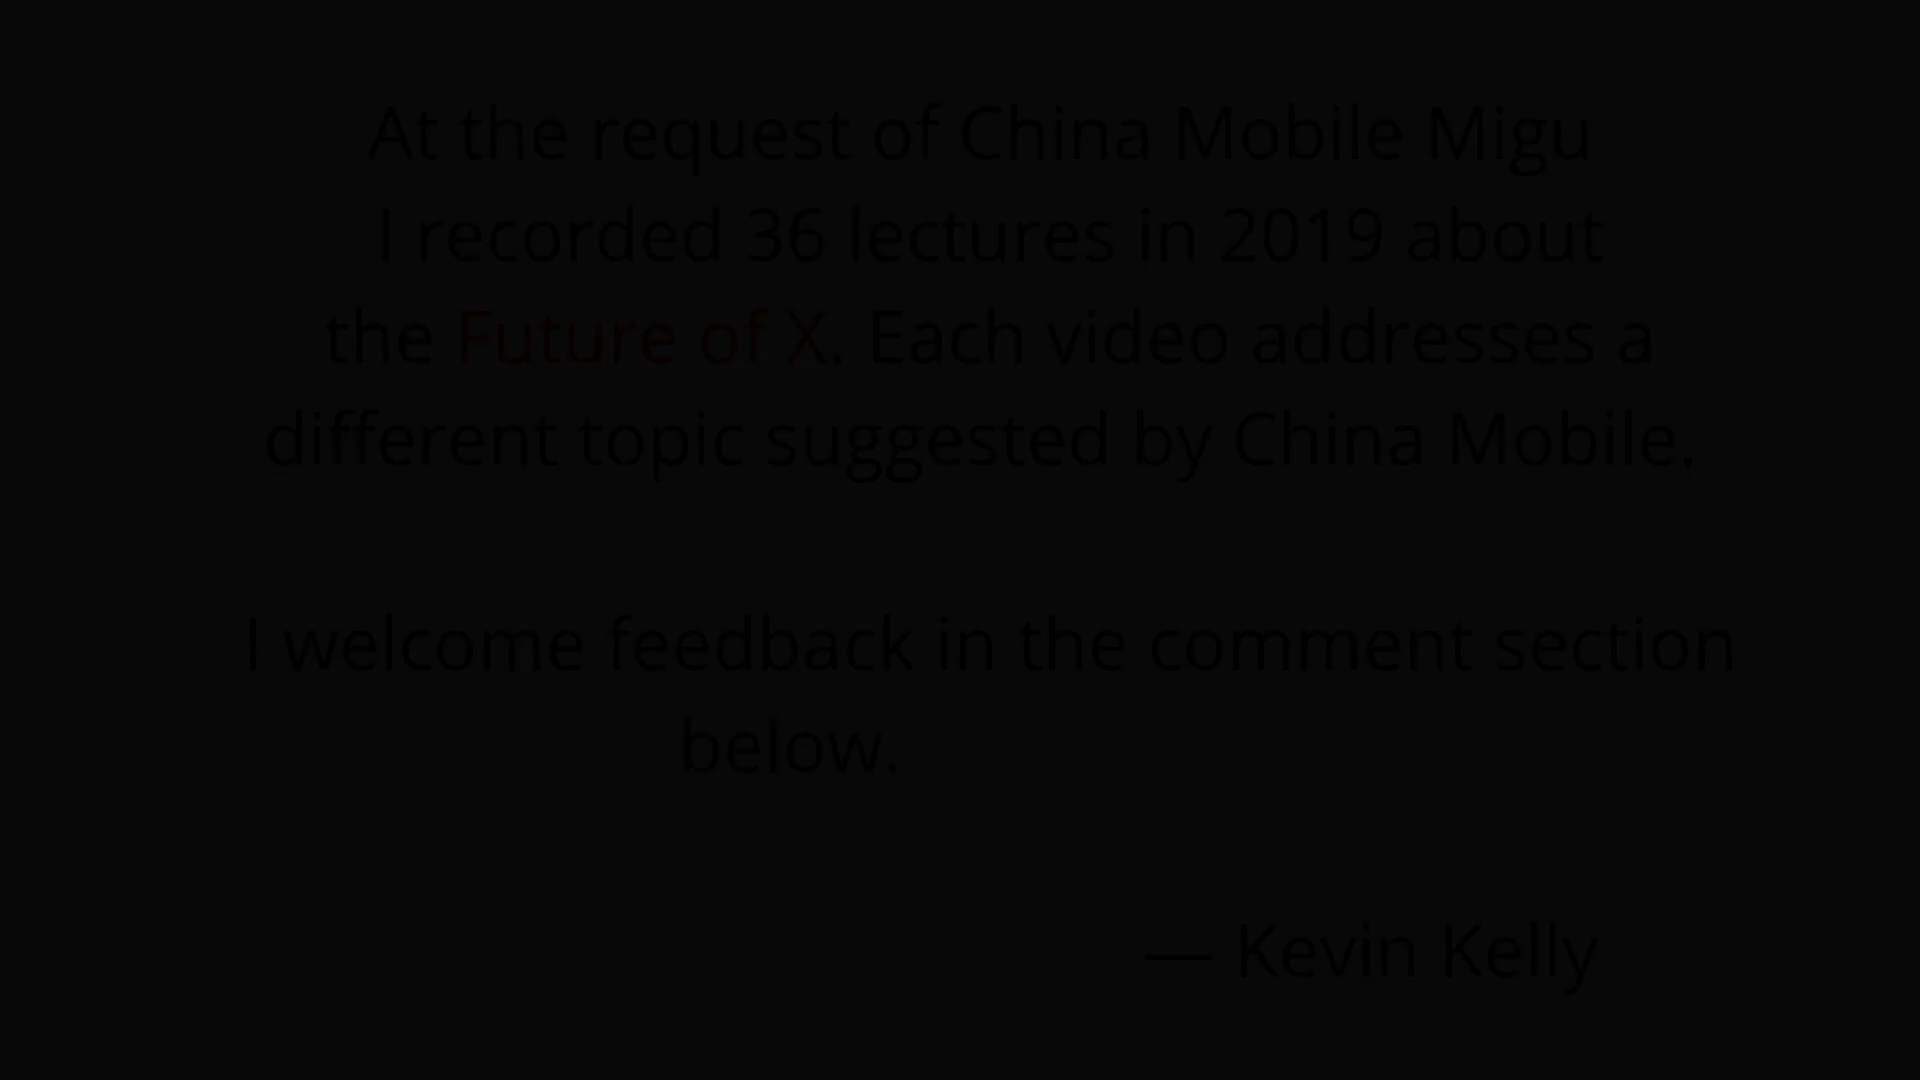 At the request of China Mobile Migu
I recorded 36 lectures in 2019 about
the Future of X. Each video addresses a
different topic suggested by China Mobile.
I welcome feedback in the comment section
below.
— Kevin Kelly